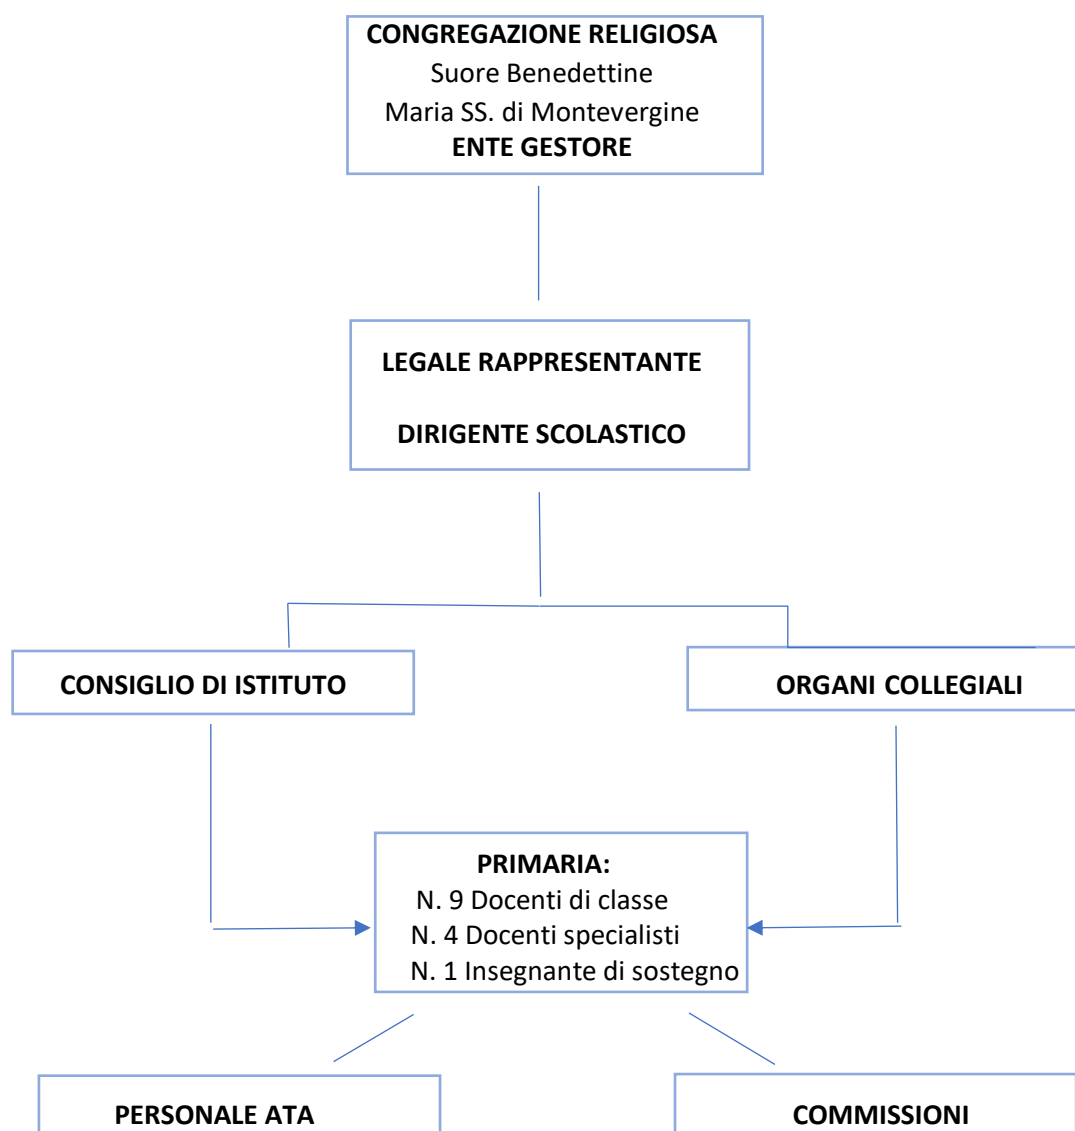 CONGREGAZIONE RELIGIOSA
Suore Benedettine
Maria SS. di Montevergine
ENTE GESTORE
LEGALE RAPPRESENTANTE
DIRIGENTE SCOLASTICO
CONSIGLIO DI ISTITUTO
ORGANI COLLEGIALI
PRIMARIA:
N. 9 Docenti di classe
N. 4 Docenti specialisti
N. 1 Insegnante di sostegno
PERSONALE ATA
COMMISSIONI